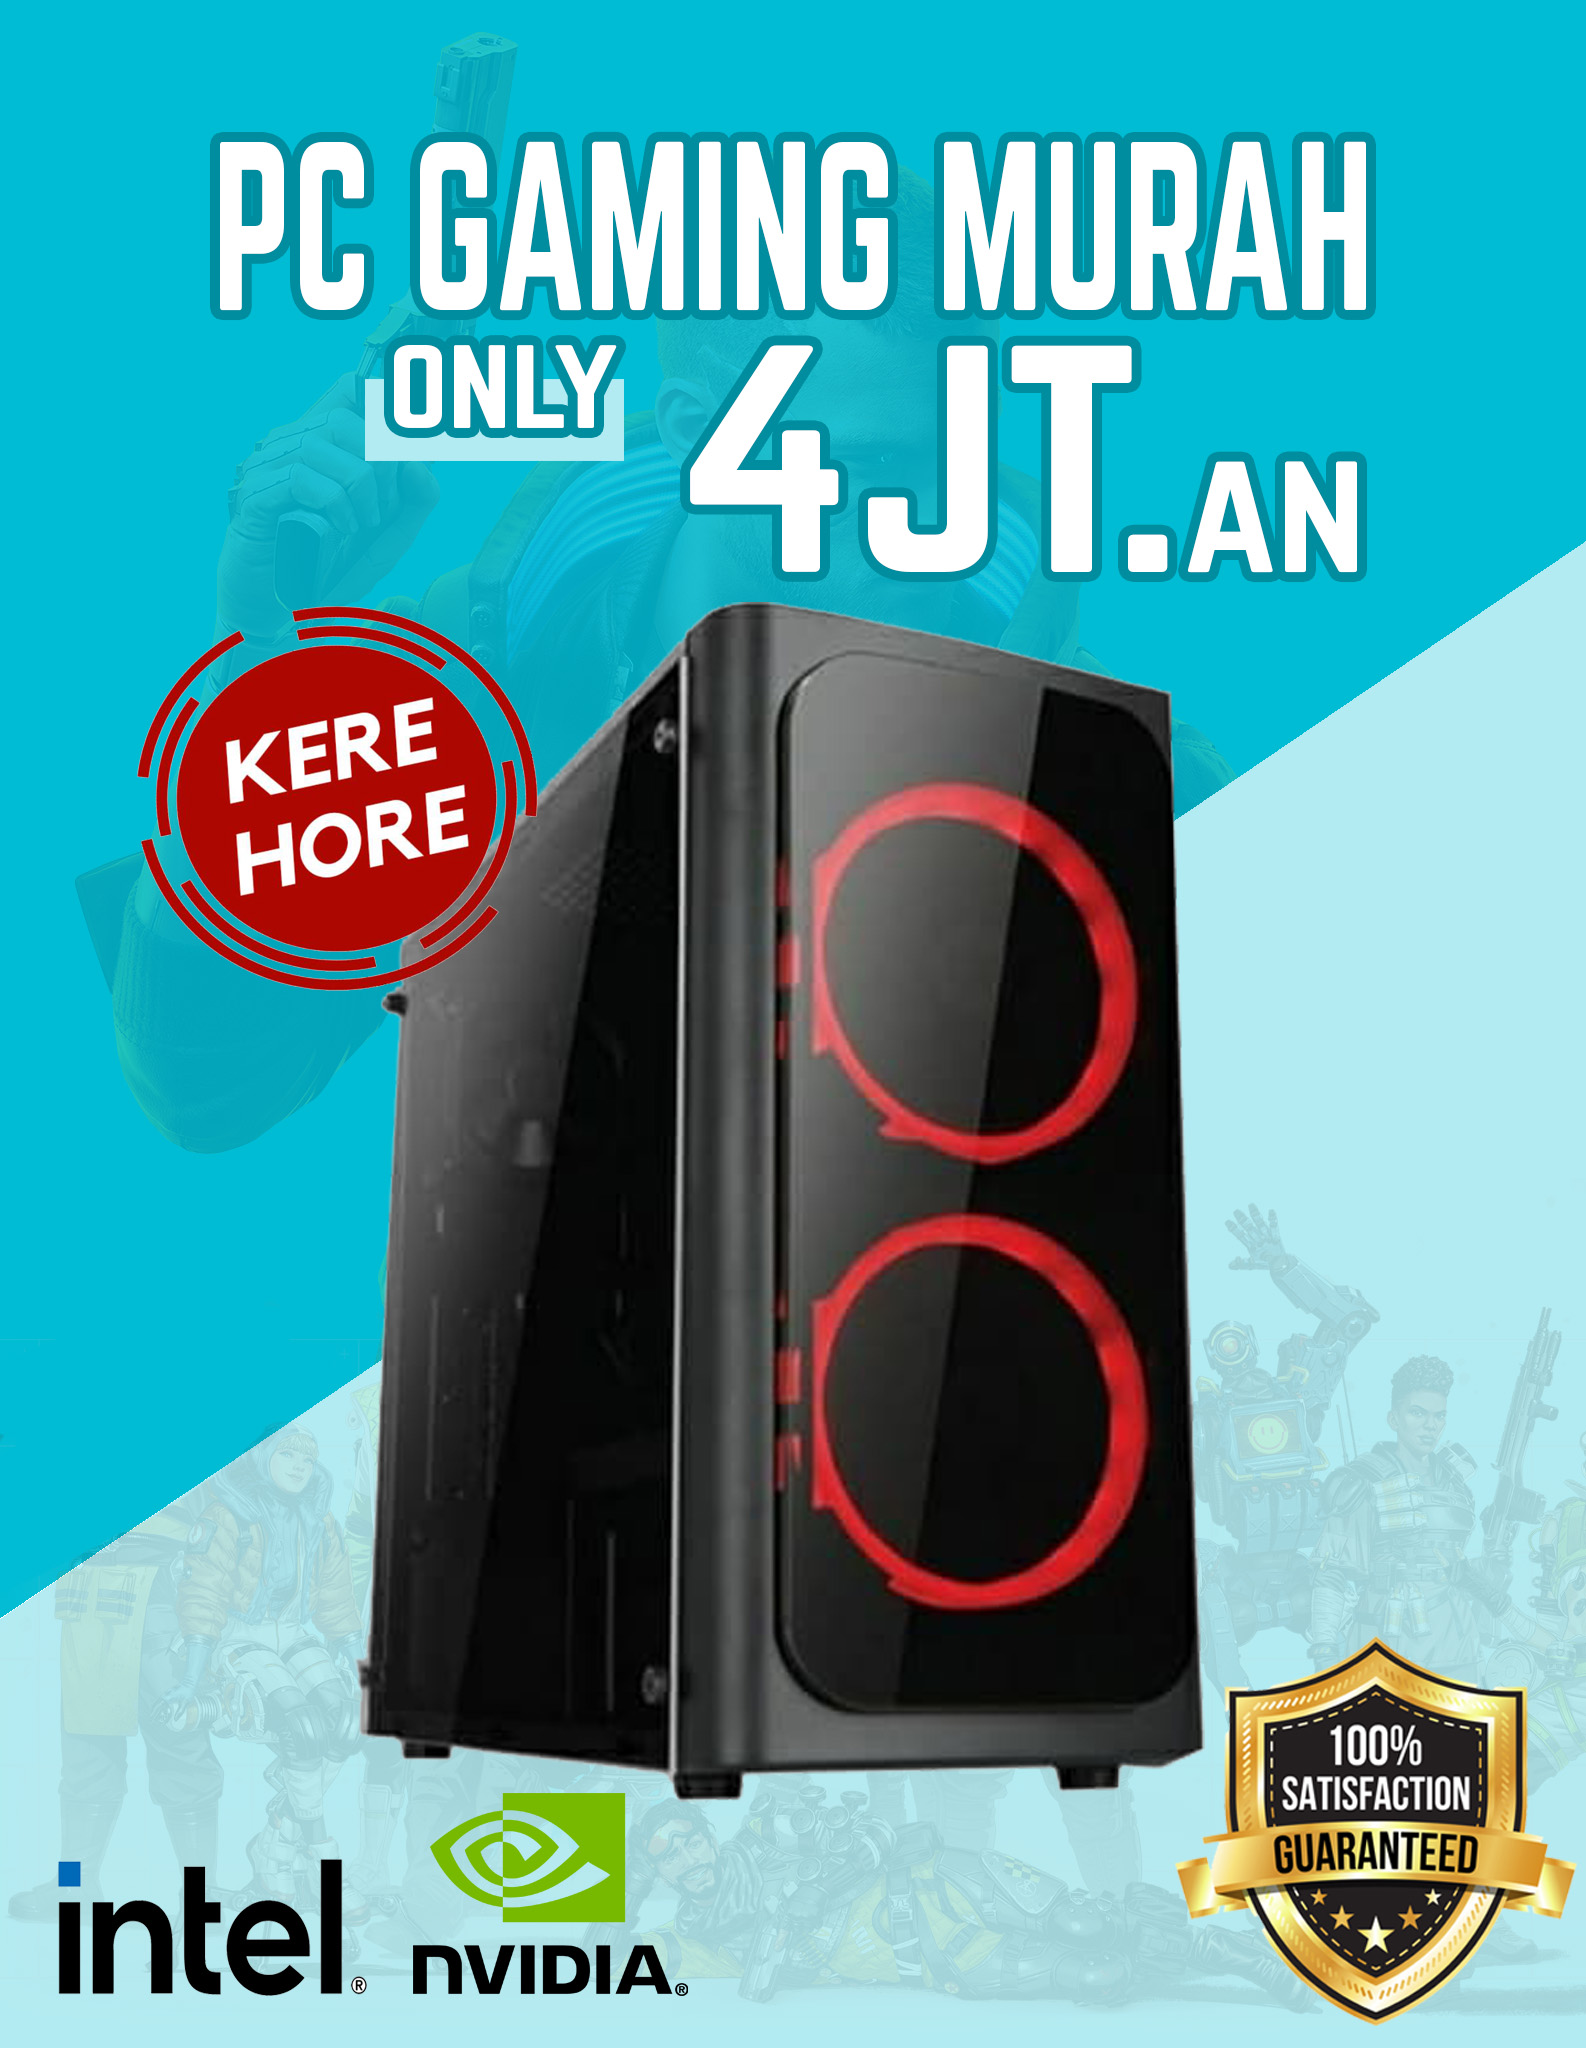 PC GAMING MURAH
ONLY 4JT.AN
KERE
HORE
100%
SATISFACTION
GUARANTEED
intel®
NVIDIA®